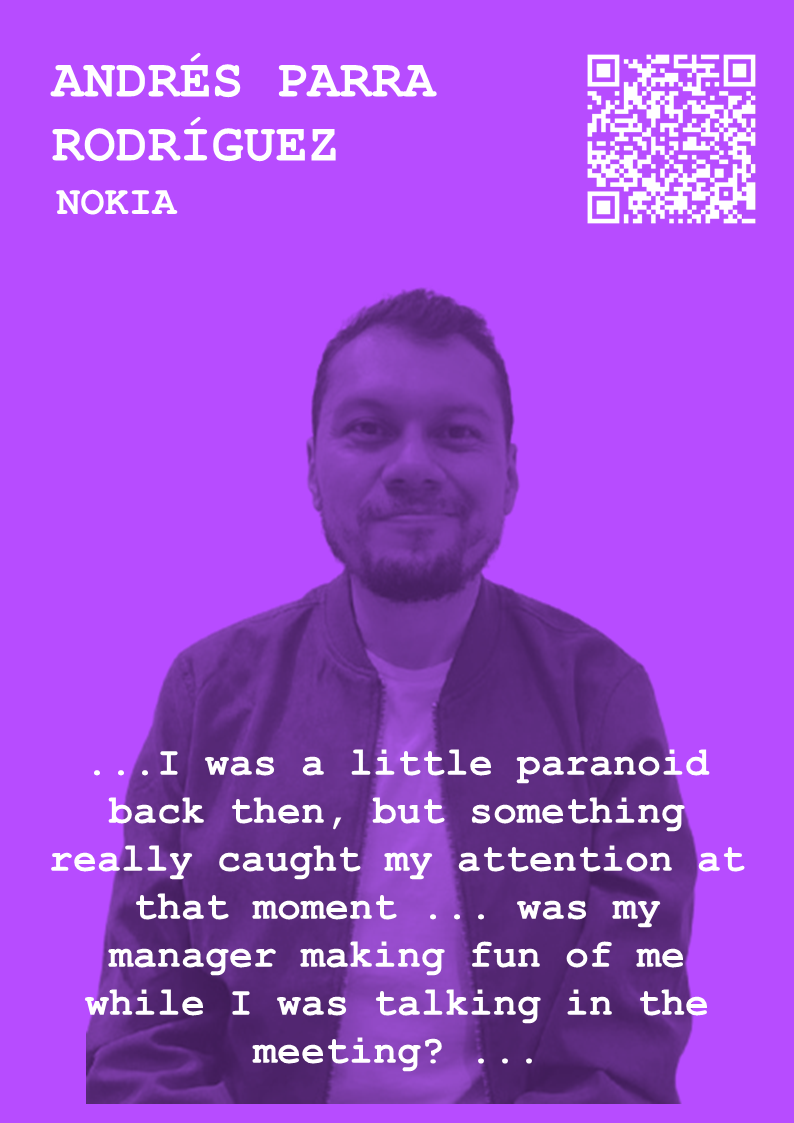 ANDRÉS PARRA
RODRÍGUEZ
NOKIA
...I was a little paranoid
back then, but something
really caught my attention at
that moment ... was my
manager making fun of me
while I was talking in the
meeting? ...